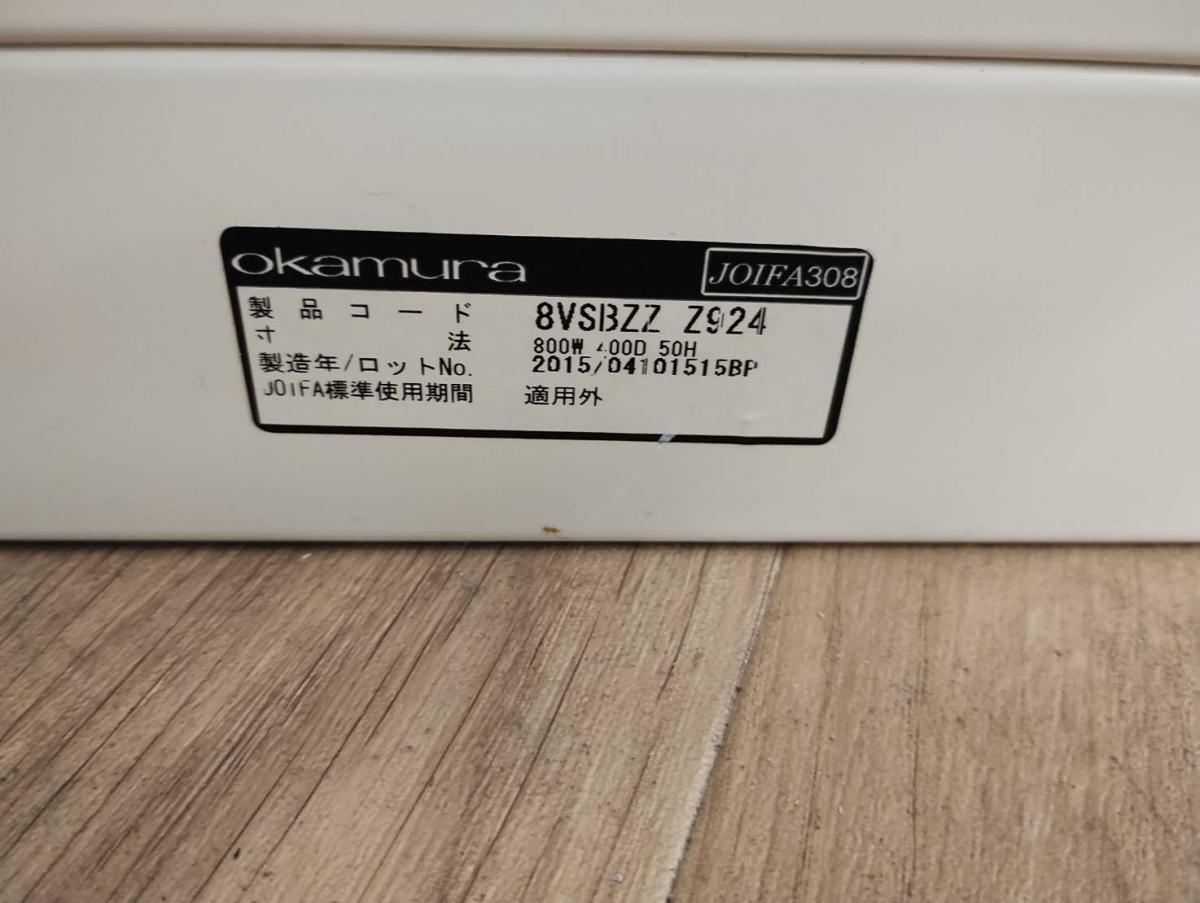 okamura JOIFA308
製品コード 8VSBZZ Z924
寸法 800W 400D 50H
製造年/ロットNo. 2015/04101515BP
JOIFA標準使用期間 適用外